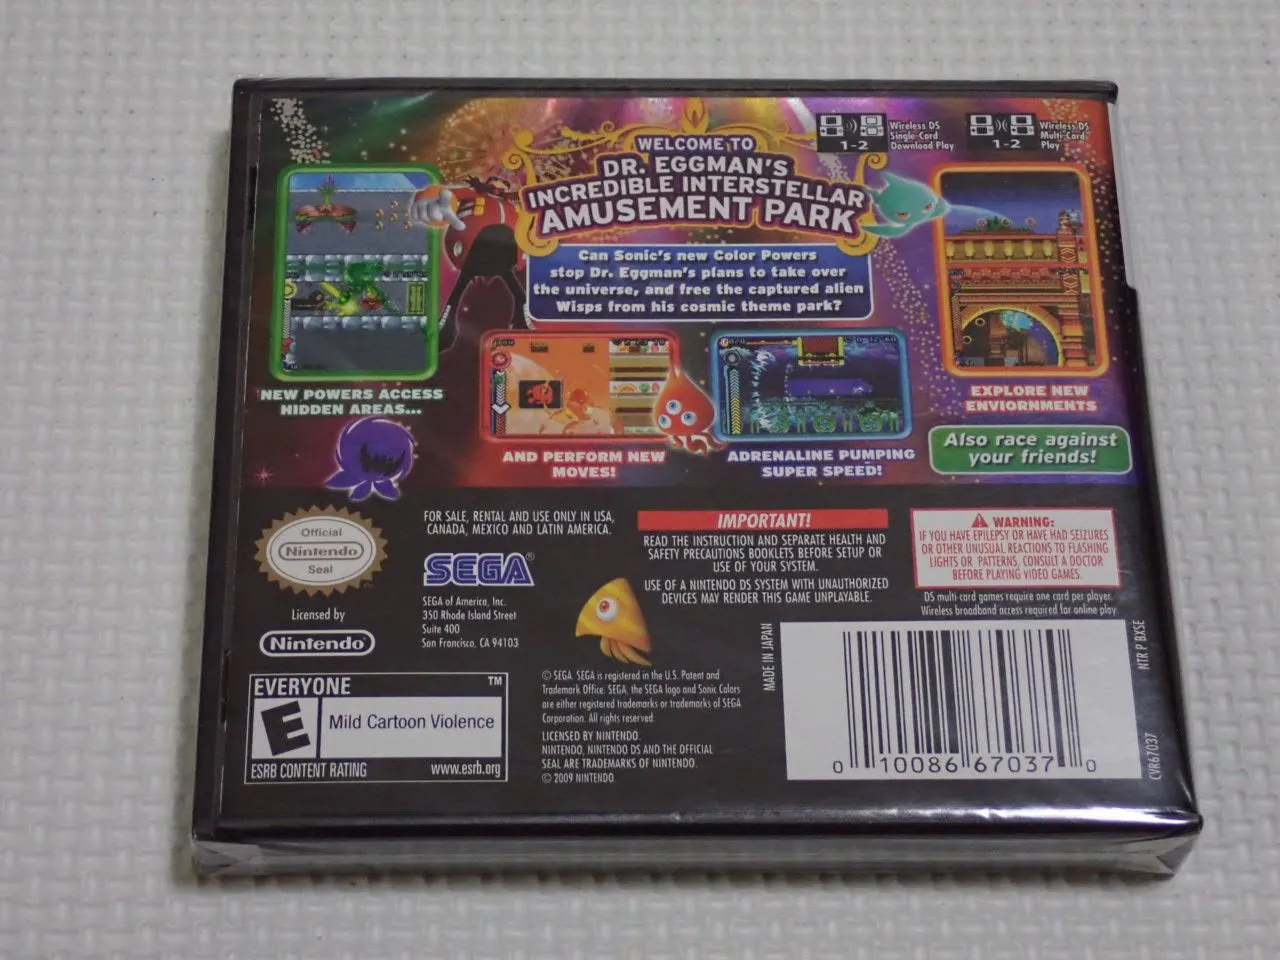 WELCOME TO
DR. EGGMAN'S
INCREDIBLE INTERSTELLAR
AMUSEMENT PARK
1-2
Wireless DS
Single-Card
Download Play
1-2
Wireless DS
Multi-Card
Play
Can Sonic's new Color Powers
stop Dr. Eggman's plans to take over
the universe, and free the captured alien
Wisps from his cosmic theme park?
NEW POWERS ACCESS
HIDDEN AREAS...
AND PERFORM NEW
MOVES!
ADRENALINE PUMPING
SUPER SPEED!
EXPLORE NEW
ENVIORNMENTS
Also race against
your friends!
Official
Nintendo
Seal
Licensed by
Nintendo
FOR SALE, RENTAL AND USE ONLY IN USA,
CANADA, MEXICO AND LATIN AMERICA.
SEGA®
SEGA of America, Inc.
350 Rhode Island Street
Suite 400
San Francisco, CA 94103
IMPORTANT!
READ THE INSTRUCTION AND SEPARATE HEALTH AND
SAFETY PRECAUTIONS BOOKLETS BEFORE SETUP OR
USE OF YOUR SYSTEM.
USE OF A NINTENDO DS SYSTEM WITH UNAUTHORIZED
DEVICES MAY RENDER THIS GAME UNPLAYABLE.
WARNING:
IF YOU HAVE EPILEPSY OR HAVE HAD SEIZURES
OR OTHER UNUSUAL REACTIONS TO FLASHING
LIGHTS OR PATTERNS, CONSULT A DOCTOR
BEFORE PLAYING VIDEO GAMES.
DS multi card games require one card per player.
Wireless broadband access required for online play.
EVERYONE
TM
E
Mild Cartoon Violence
ESRB CONTENT RATING
www.esrb.org
© SEGA. SEGA is registered in the U.S. Patent and
Trademark Office. SEGA, the SEGA logo and Sonic Colors
are either registered trademarks or trademarks of SEGA
Corporation. All rights reserved.
LICENSED BY NINTENDO.
NINTENDO, NINTENDO DS AND THE OFFICIAL
SEAL ARE TRADEMARKS OF NINTENDO.
© 2009 NINTENDO
MADE IN JAPAN
0 10086 67037 0
NTR P BXSE
CVR67037